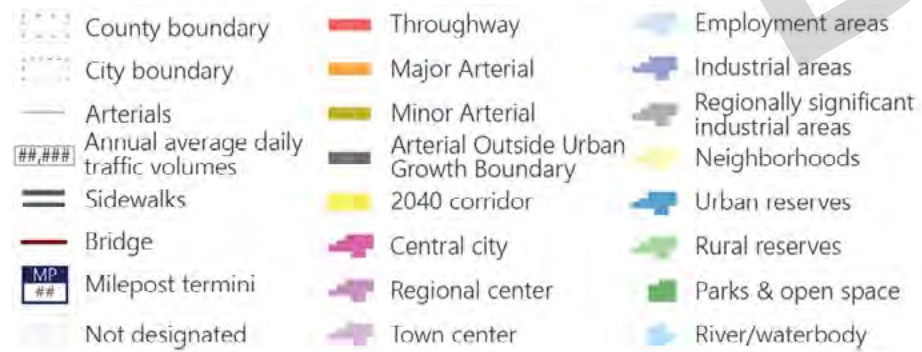 County boundary
City boundary
Arterials
##,### Annual average daily
traffic volumes
Sidewalks
Bridge
MP
## Milepost termini
Not designated
Throughway
Major Arterial
Minor Arterial
Arterial Outside Urban
Growth Boundary
2040 corridor
Central city
Regional center
Town center
Employment areas
Industrial areas
Regionally significant
industrial areas
Neighborhoods
Urban reserves
Rural reserves
Parks & open space
River/waterbody